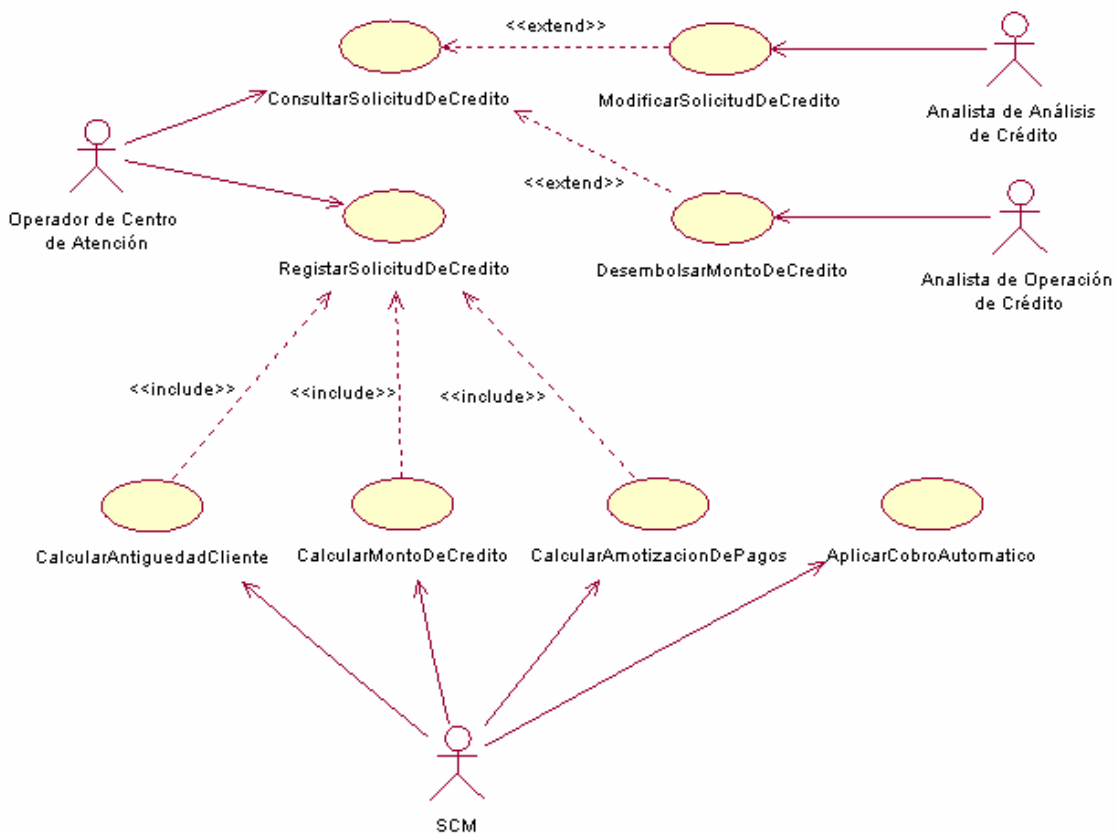 <<extend>>
ConsultarSolicitudDeCredito
ModificarSolicitudDeCredito
Analista de Análisis
de Crédito
<<extend>>
Operador de Centro
de Atención
RegistarSolicitudDeCredito
DesembolsarMontoDeCredito
Analista de Operación
de Crédito
<<include>>
<<include>>
<<include>>
CalcularAntiguedadCliente
CalcularMontoDeCredito
CalcularAmotizacionDePagos
AplicarCobroAutomatico
SCM